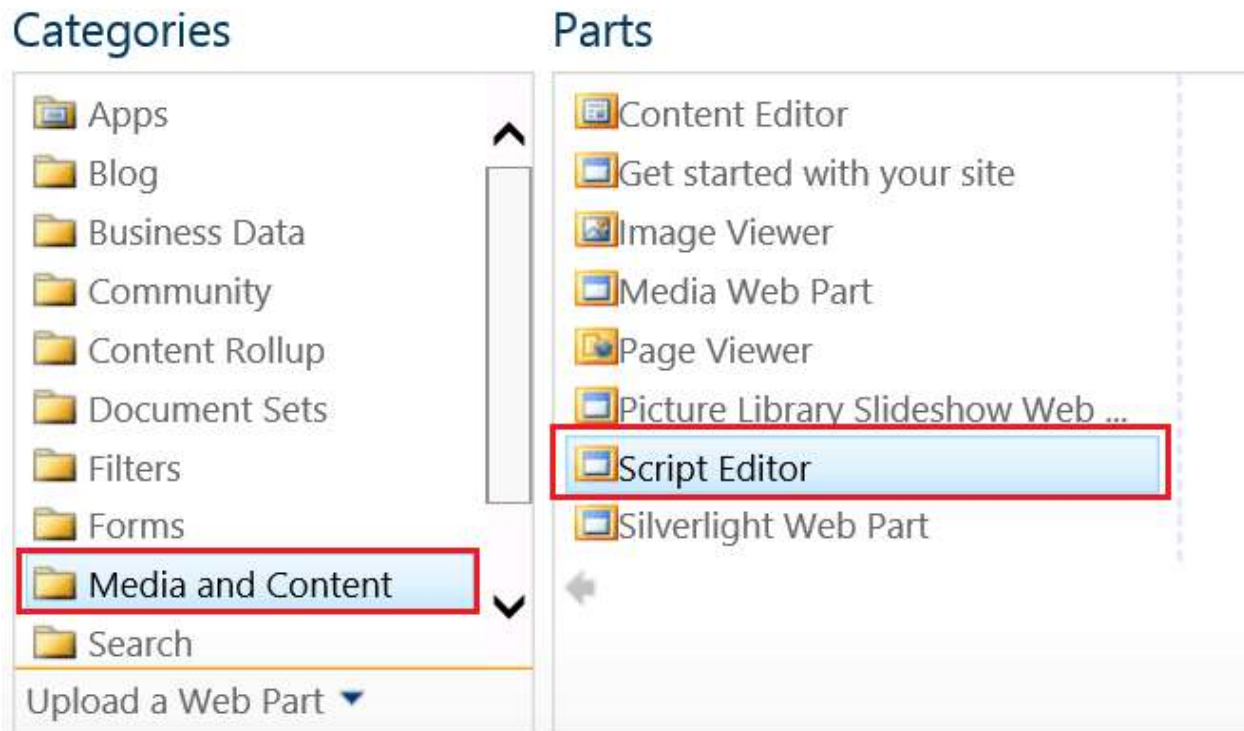 Categories
Apps
Blog
Business Data
Community
Content Rollup
Document Sets
Filters
Forms
Media and Content
Search
Upload a Web Part
Parts
Content Editor
Get started with your site
Image Viewer
Media Web Part
Page Viewer
Picture Library Slideshow Web ...
Script Editor
Silverlight Web Part